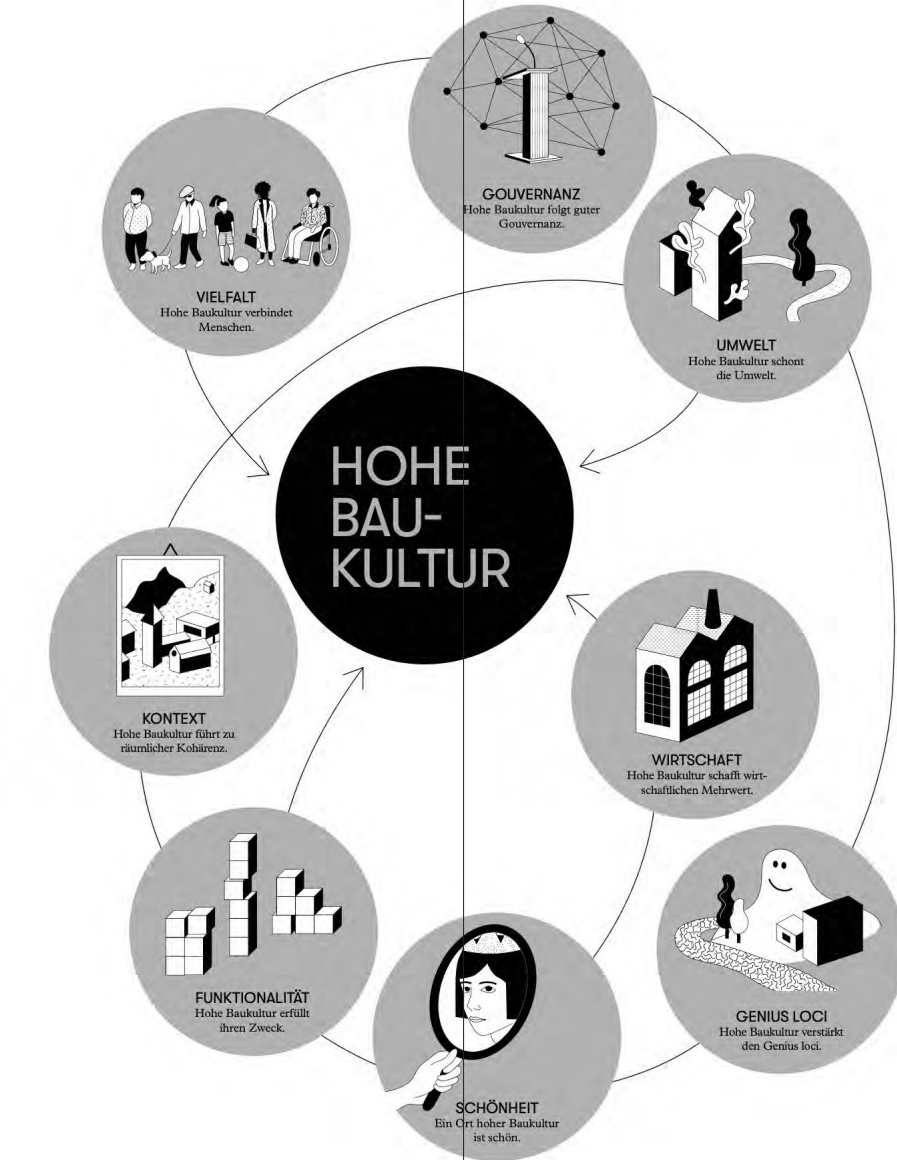 GOUVERNANZ
Hohe Baukultur folgt guter
Gouvernanz.
VIELFALT
Hohe Baukultur verbindet
Menschen.
UMWELT
Hohe Baukultur schont
die Umwelt.
HOHE
BAU-
KULTUR
KONTEXT
Hohe Baukultur führt zu
räumlicher Kohärenz.
WIRTSCHAFT
Hohe Baukultur schafft wirt-
schaftlichen Mehrwert.
FUNKTIONALITÄT
Hohe Baukultur erfüllt
ihren Zweck.
GENIUS LOCI
Hohe Baukultur verstärkt
den Genius loci.
SCHÖNHEIT
Ein Ort hoher Baukultur
ist schön.